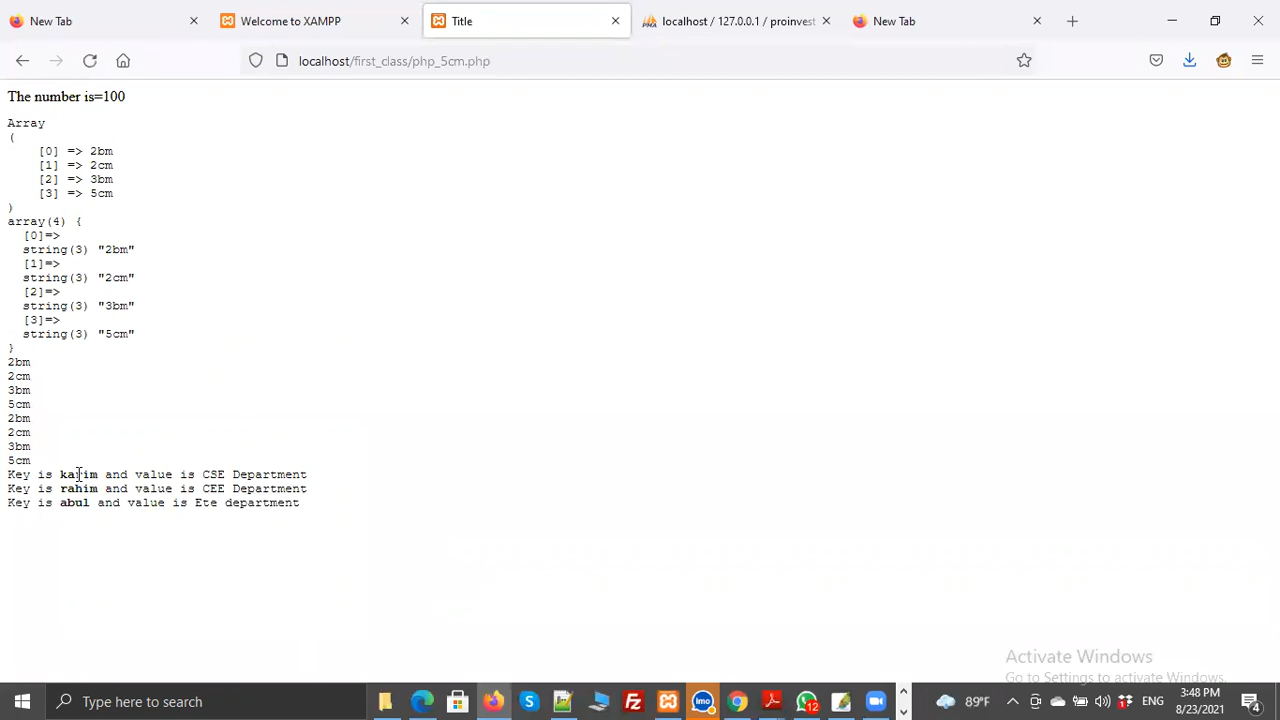 New Tab
Welcome to XAMPP
Title
localhost / 127.0.0.1 / proinvest
New Tab
localhost/first_class/php_5cm.php
The number is=100
Array
(
[0] => 2bm
[1] => 2cm
[2] => 3bm
[3] => 5cm
)
array(4) {
[0]=>
string(3) "2bm"
[1]=>
string(3) "2cm"
[2]=>
string(3) "3bm"
[3]=>
string(3) "5cm"
}
2bm
2cm
3bm
5cm
2bm
2cm
3bm
5cm
Key is karim and value is CSE Department
Key is rahim and value is CEE Department
Key is abul and value is Ete department
Activate Windows
Go to Settings to activate Windows.
Type here to search
imo
12
89°F
ENG
3:48 PM
8/23/2021
4